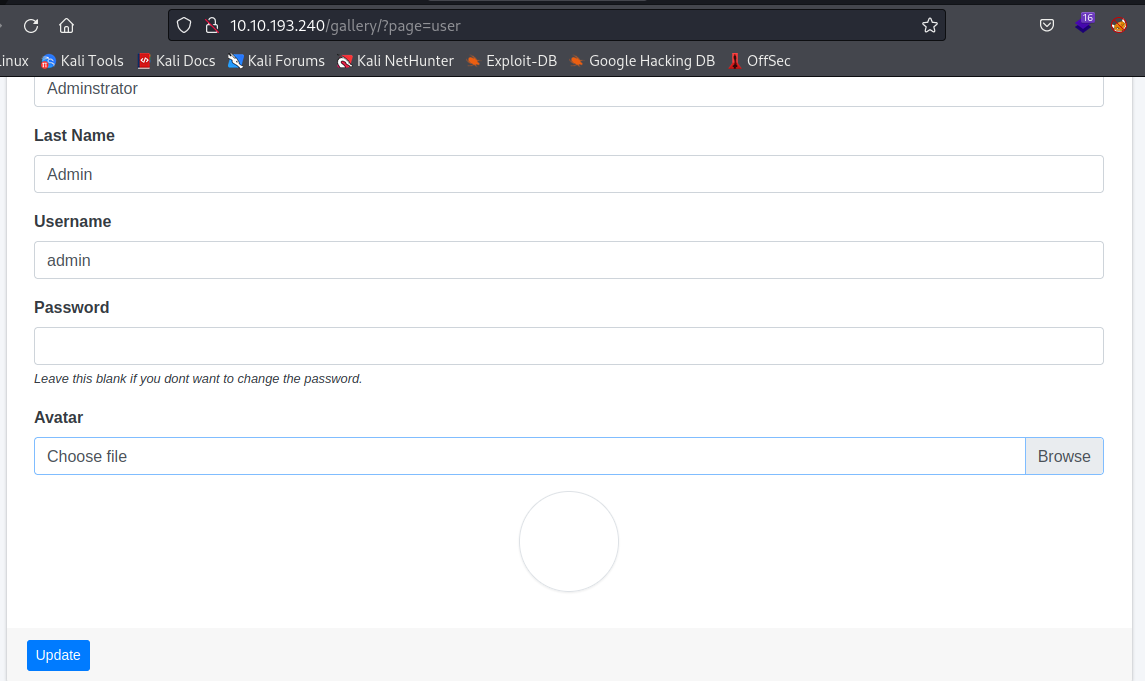 10.10.193.240/gallery/?page=user
16
inux Kali Tools Kali Docs Kali Forums Kali NetHunter Exploit-DB Google Hacking DB OffSec
Adminstrator
Last Name
Admin
Username
admin
Password
Leave this blank if you dont want to change the password.
Avatar
Choose file Browse
Update